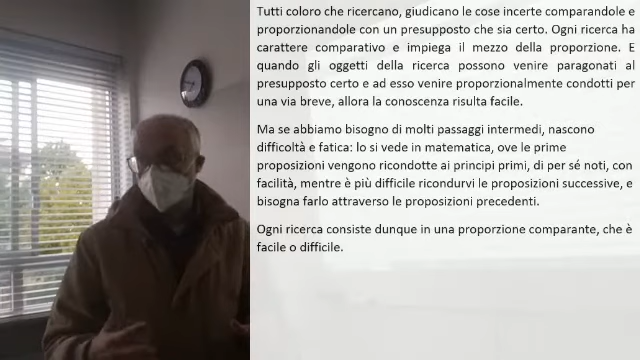 Tutti coloro che ricercano, giudicano le cose incerte comparandole e
proporzionandole con un presupposto che sia certo. Ogni ricerca ha
carattere comparativo e impiega il mezzo della proporzione. E
quando gli oggetti della ricerca possono venire paragonati al
presupposto certo e ad esso venire proporzionalmente condotti per
una via breve, allora la conoscenza risulta facile.
Ma se abbiamo bisogno di molti passaggi intermedi, nascono
difficoltà e fatica: lo si vede in matematica, ove le prime
proposizioni vengono ricondotte ai principi primi, di per sé noti, con
facilità, mentre è più difficile ricondurvi le proposizioni successive, e
bisogna farlo attraverso le proposizioni precedenti.
Ogni ricerca consiste dunque in una proporzione comparante, che è
facile o difficile.